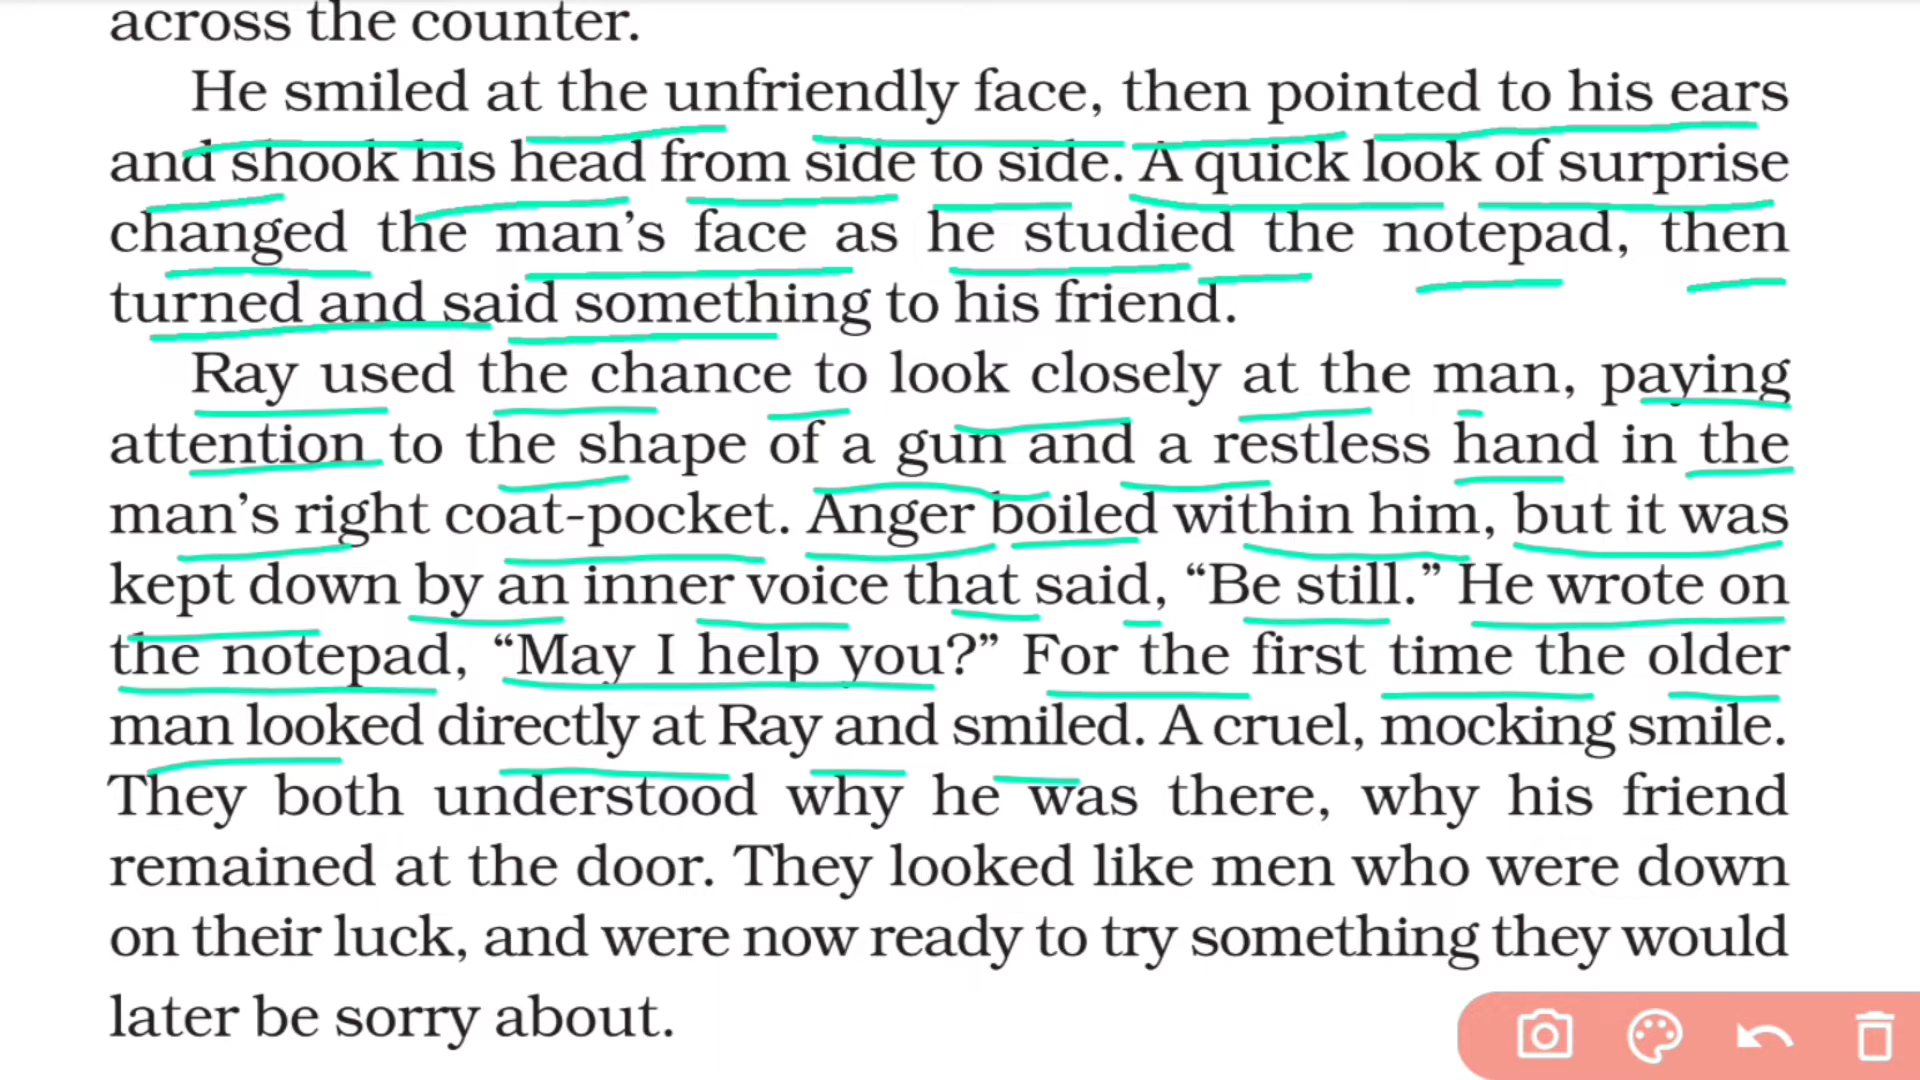 across the counter.
He smiled at the unfriendly face, then pointed to his ears
and shook his head from side to side. A quick look of surprise
changed the man’s face as he studied the notepad, then
turned and said something to his friend.
Ray used the chance to look closely at the man, paying
attention to the shape of a gun and a restless hand in the
man’s right coat-pocket. Anger boiled within him, but it was
kept down by an inner voice that said, “Be still.” He wrote on
the notepad, “May I help you?” For the first time the older
man looked directly at Ray and smiled. A cruel, mocking smile.
They both understood why he was there, why his friend
remained at the door. They looked like men who were down
on their luck, and were now ready to try something they would
later be sorry about.